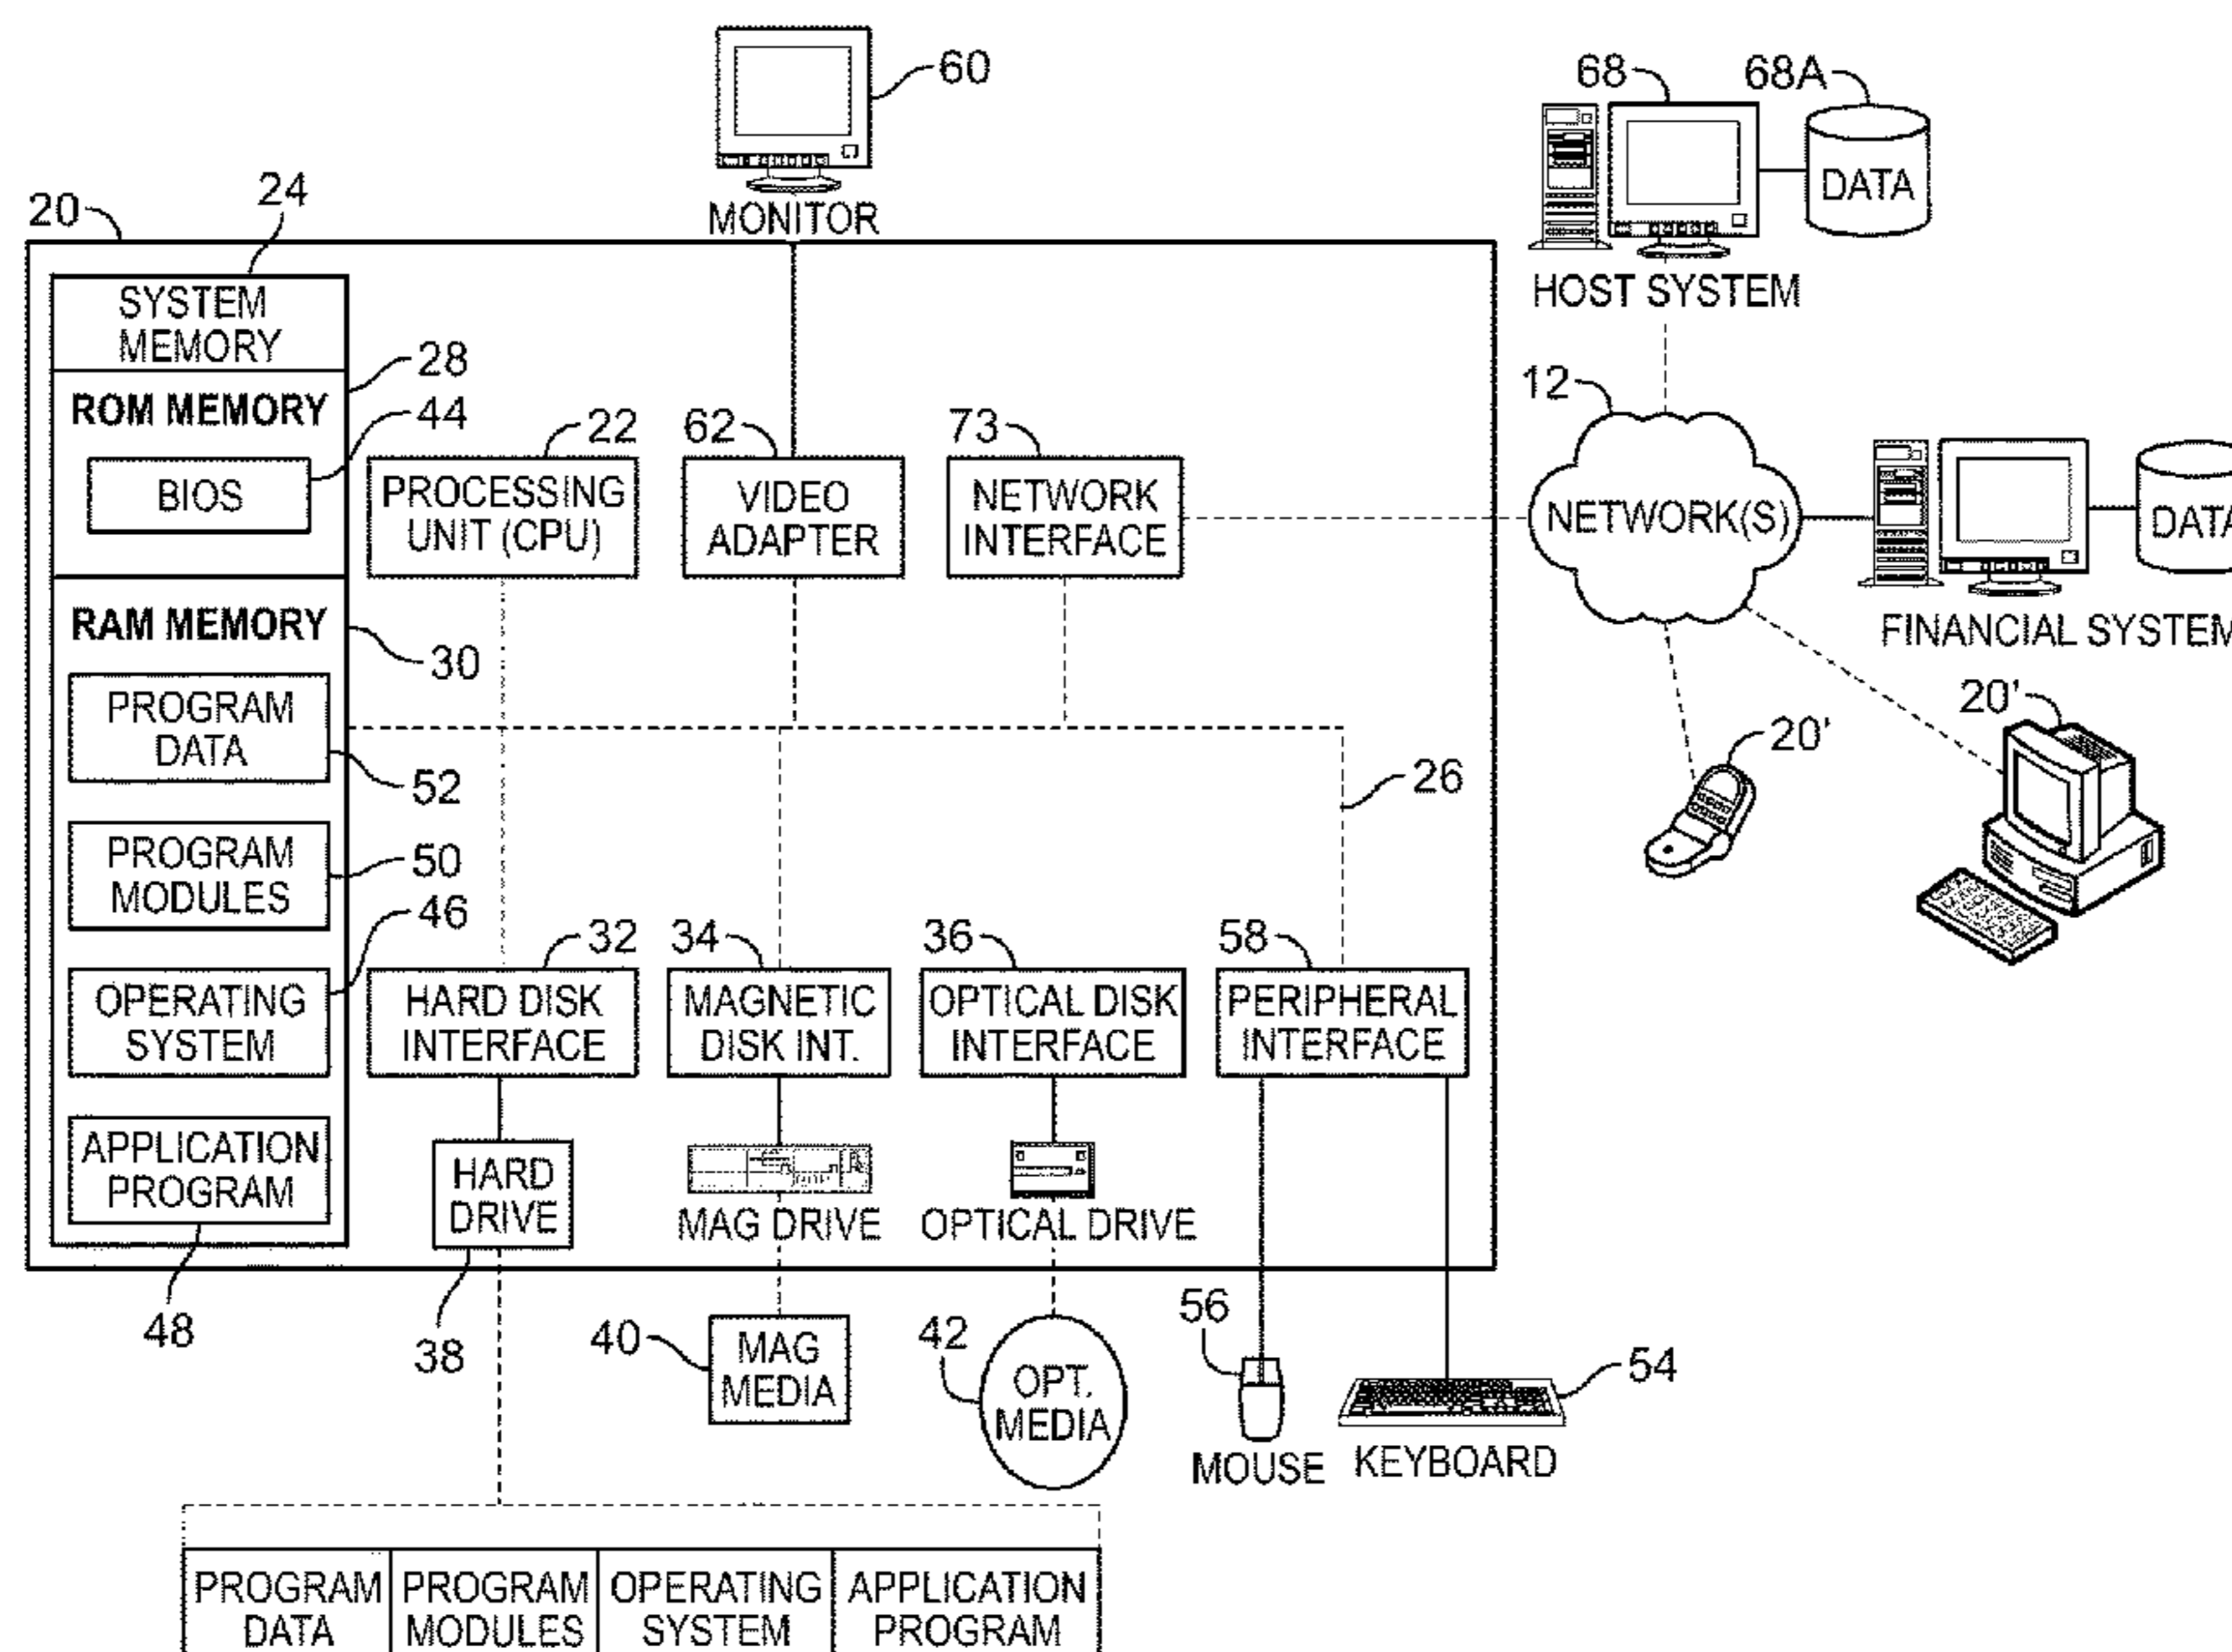 60
MONITOR
68
68A
DATA
HOST SYSTEM
20
24
SYSTEM
MEMORY
28
ROM MEMORY
44
BIOS
22
PROCESSING
UNIT (CPU)
62
VIDEO
ADAPTER
73
NETWORK
INTERFACE
12
NETWORK(S)
DATA
FINANCIAL SYSTEM
RAM MEMORY
30
PROGRAM
DATA
52
20'
20'
26
PROGRAM
MODULES
50
46
OPERATING
SYSTEM
32
HARD DISK
INTERFACE
34
MAGNETIC
DISK INT.
36
OPTICAL DISK
INTERFACE
58
PERIPHERAL
INTERFACE
APPLICATION
PROGRAM
48
HARD
DRIVE
38
MAG DRIVE
OPTICAL DRIVE
40
MAG
MEDIA
42
OPT.
MEDIA
56
MOUSE
54
KEYBOARD
PROGRAM
DATA
PROGRAM
MODULES
OPERATING
SYSTEM
APPLICATION
PROGRAM